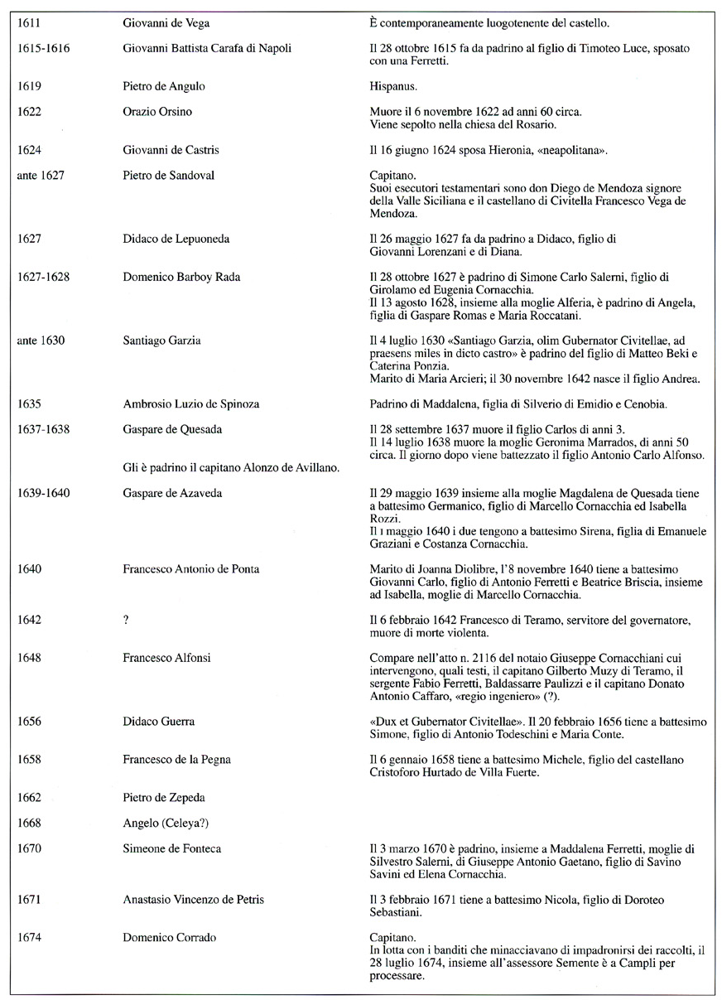 1611 Giovanni de Vega È contemporaneamente luogotenente del castello.
1615-1616 Giovanni Battista Carafa di Napoli Il 28 ottobre 1615 fa da padrino al figlio di Timoteo Luce, sposato
con una Ferretti.
1619 Pietro de Angulo Hispanus.
1622 Orazio Orsino Muore il 6 novembre 1622 ad anni 60 circa.
Viene sepolto nella chiesa del Rosario.
1624 Giovanni de Castris Il 16 giugno 1624 sposa Hieronia, «neapolitana».
ante 1627 Pietro de Sandoval Capitano.
Suoi esecutori testamentari sono don Diego de Mendoza signore
della Valle Siciliana e il castellano di Civitella Francesco Vega de
Mendoza.
1627 Didaco de Lepuoneda Il 26 maggio 1627 fa da padrino a Didaco, figlio di
Giovanni Lorenzani e di Diana.
1627-1628 Domenico Barboy Rada Il 28 ottobre 1627 è padrino di Simone Carlo Salerni, figlio di
Girolamo ed Eugenia Cornacchia.
Il 13 agosto 1628, insieme alla moglie Alferia, è padrino di Angela,
figlia di Gaspare Romas e Maria Roccatani.
ante 1630 Santiago Garzia Il 4 luglio 1630 «Santiago Garzia, olim Gubernator Civitellae, ad
praesens miles in dicto castro» è padrino del figlio di Matteo Beki e
Caterina Ponzia.
Marito di Maria Arcieri; il 30 novembre 1642 nasce il figlio Andrea.
1635 Ambrosio Luzio de Spinoza Padrino di Maddalena, figlia di Silverio di Emidio e Cenobia.
1637-1638 Gaspare de Quesada Il 28 settembre 1637 muore il figlio Carlos di anni 3.
Il 14 luglio 1638 muore la moglie Geronima Marrados, di anni 50
circa. Il giorno dopo viene battezzato il figlio Antonio Carlo Alfonso.
Gli è padrino il capitano Alonzo de Avillano.
1639-1640 Gaspare de Azaveda Il 29 maggio 1639 insieme alla moglie Magdalena de Quesada tiene
a battesimo Germanico, figlio di Marcello Cornacchia ed Isabella
Rozzi.
Il 1 maggio 1640 i due tengono a battesimo Sirena, figlia di Emanuele
Graziani e Costanza Cornacchia.
1640 Francesco Antonio de Ponta Marito di Joanna Diolibre, l'8 novembre 1640 tiene a battesimo
Giovanni Carlo, figlio di Antonio Ferretti e Beatrice Briscia, insieme
ad Isabella, moglie di Marcello Cornacchia.
1642 ? Il 6 febbraio 1642 Francesco di Teramo, servitore del governatore,
muore di morte violenta.
1648 Francesco Alfonsi Compare nell'atto n. 2116 del notaio Giuseppe Cornacchiani cui
intervengono, quali testi, il capitano Gilberto Muzy di Teramo, il
sergente Fabio Ferretti, Baldassarre Paulizzi e il capitano Donato
Antonio Caffaro, «regio ingeniero» (?).
1656 Didaco Guerra «Dux et Gubernator Civitellae». Il 20 febbraio 1656 tiene a battesimo
Simone, figlio di Antonio Todeschini e Maria Conte.
1658 Francesco de la Pegna Il 6 gennaio 1658 tiene a battesimo Michele, figlio del castellano
Cristoforo Hurtado de Villa Fuerte.
1662 Pietro de Zepeda
1668 Angelo (Celeya?)
1670 Simeone de Fonteca Il 3 marzo 1670 è padrino, insieme a Maddalena Ferretti, moglie di
Silvestro Salerni, di Giuseppe Antonio Gaetano, figlio di Savino
Savini ed Elena Cornacchia.
1671 Anastasio Vincenzo de Petris Il 3 febbraio 1671 tiene a battesimo Nicola, figlio di Doroteo
Sebastiani.
1674 Domenico Corrado Capitano.
In lotta con i banditi che minacciavano di impadronirsi dei raccolti, il
28 luglio 1674, insieme all'assessore Semente è a Campli per
processare.